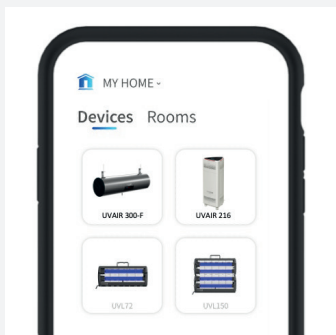 MY HOME
Devices Rooms
UVAIR 300-F UVAIR 216
UVL72 UVL150